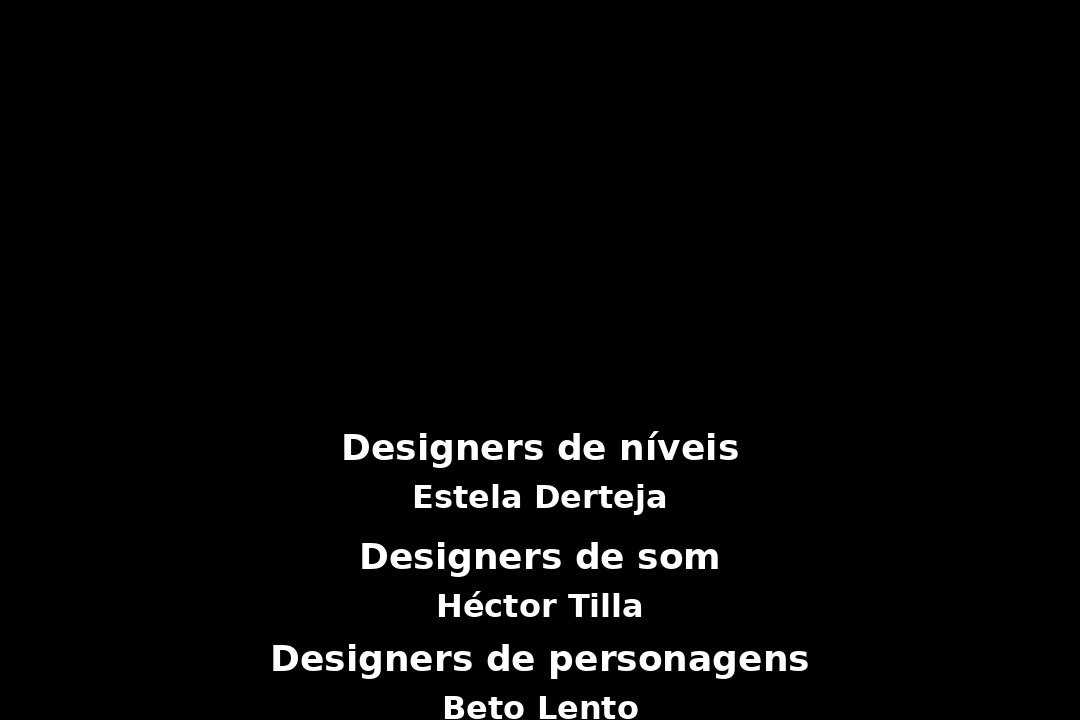 Designers de níveis
Estela Derteja
Designers de som
Héctor Tilla
Designers de personagens
Beto Lento